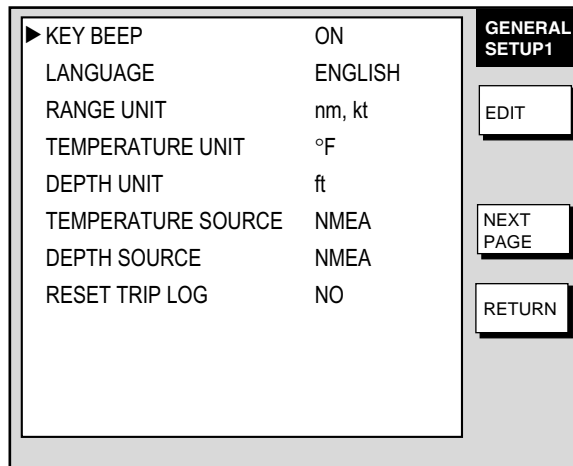 ▶ KEY BEEP ON
LANGUAGE ENGLISH
RANGE UNIT nm, kt
TEMPERATURE UNIT °F
DEPTH UNIT ft
TEMPERATURE SOURCE NMEA
DEPTH SOURCE NMEA
RESET TRIP LOG NO
GENERAL
SETUP1
EDIT
NEXT
PAGE
RETURN